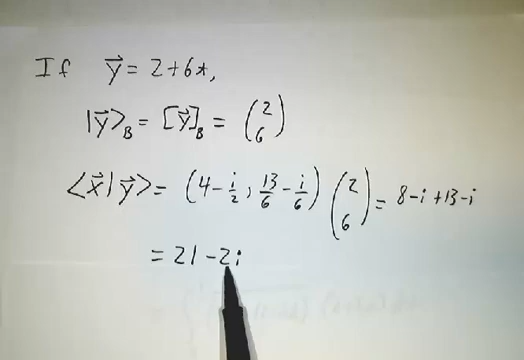 If y⃗ = 2+6x,
|y⃗>_B = [y⃗]_B = (2 6)
<x⃗|y⃗> = (4 - i/2, 13/6 - i/6) (2 6) = 8-i+13-i
= 21-2i